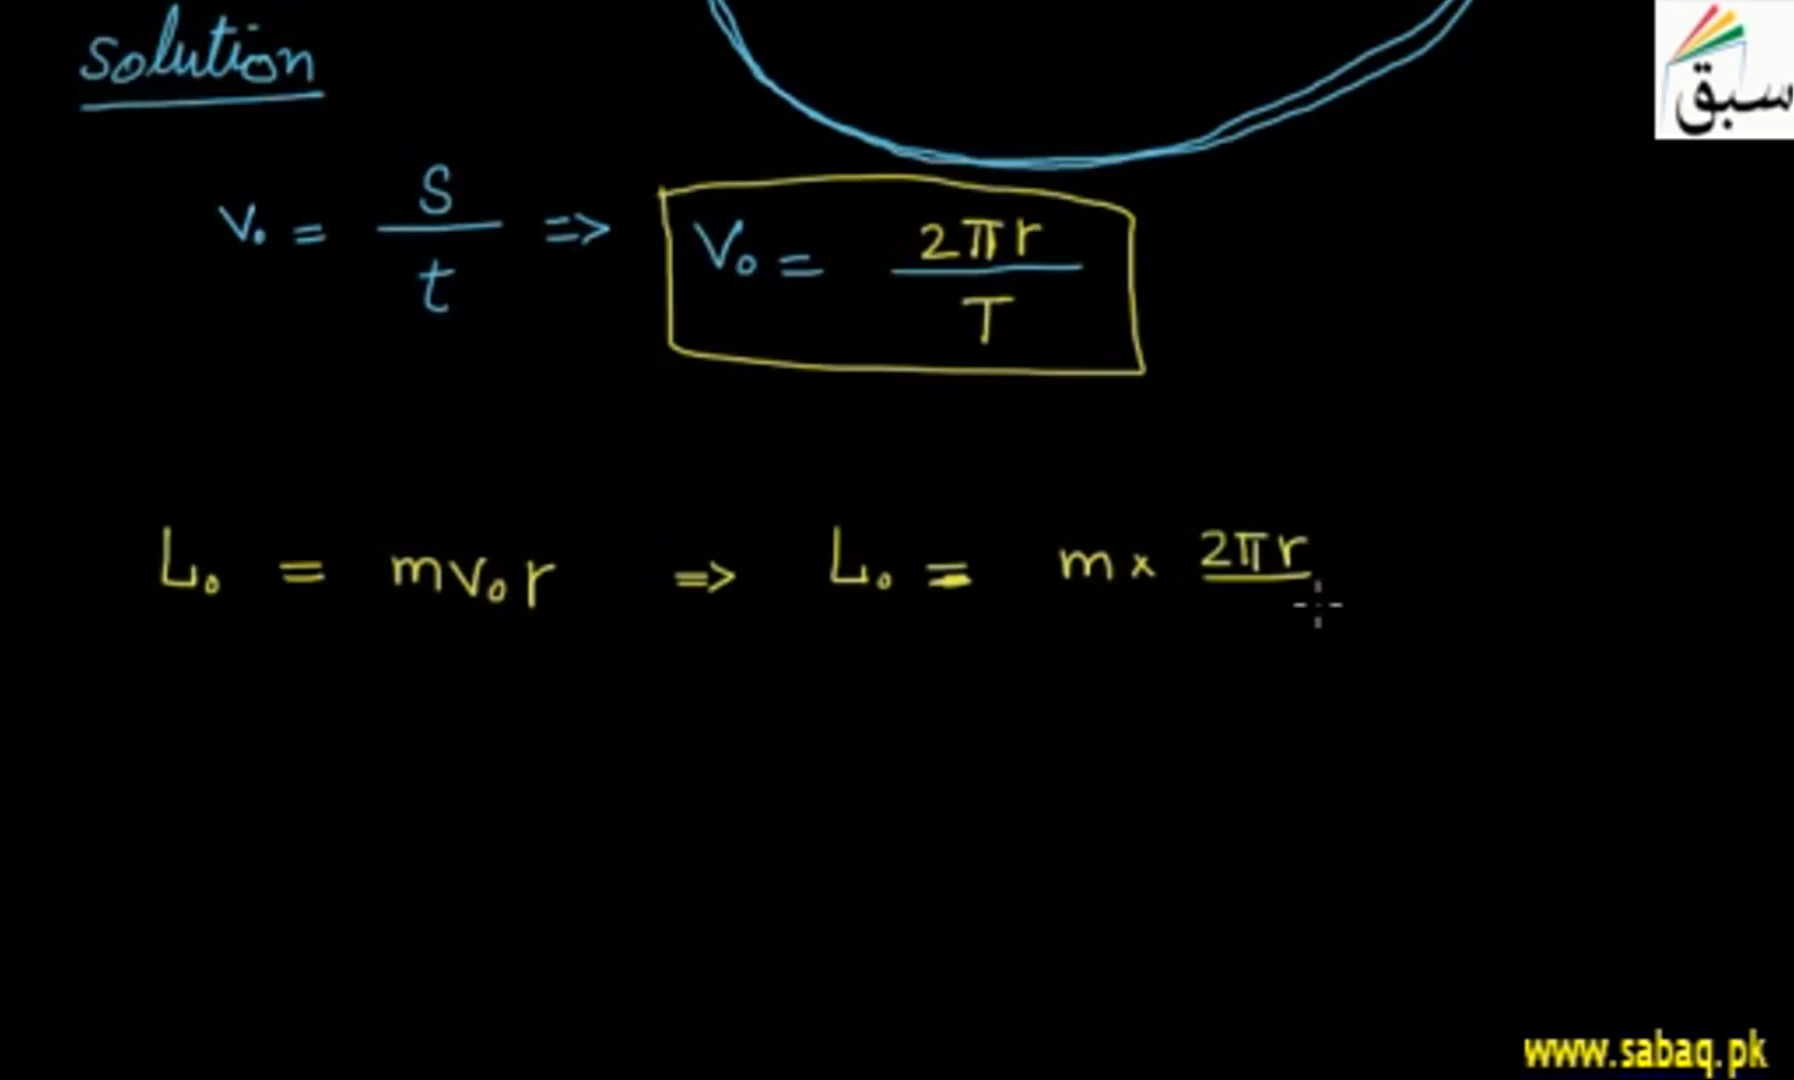 solution
سبق
V₀ = S/t => V₀ = 2πr/T
L₀ = mv₀r => L₀ = m × 2πr
www.sabaq.pk